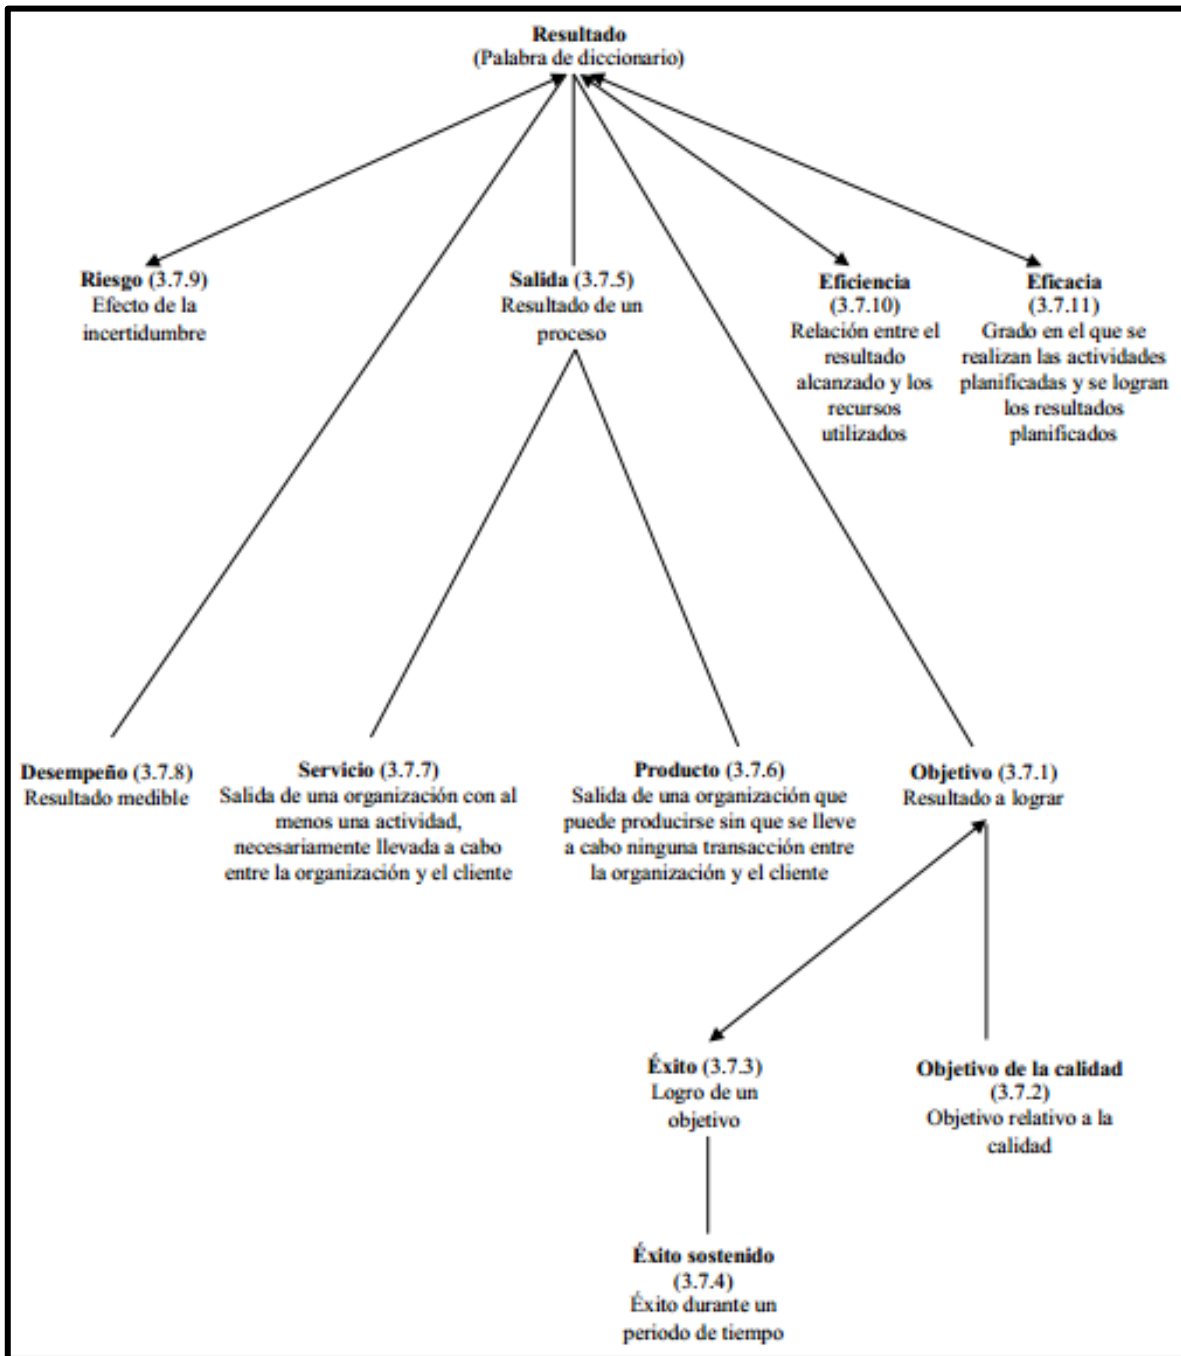 Resultado
(Palabra de diccionario)
Riesgo (3.7.9)
Efecto de la
incertidumbre
Salida (3.7.5)
Resultado de un
proceso
Eficiencia
(3.7.10)
Relación entre el
resultado
alcanzado y los
recursos
utilizados
Eficacia
(3.7.11)
Grado en el que se
realizan las actividades
planificadas y se logran
los resultados
planificados
Desempeño (3.7.8)
Resultado medible
Servicio (3.7.7)
Salida de una organización con al
menos una actividad,
necesariamente llevada a cabo
entre la organización y el cliente
Producto (3.7.6)
Salida de una organización que
puede producirse sin que se lleve
a cabo ninguna transacción entre
la organización y el cliente
Objetivo (3.7.1)
Resultado a lograr
Éxito (3.7.3)
Logro de un
objetivo
Objetivo de la calidad
(3.7.2)
Objetivo relativo a la
calidad
Éxito sostenido
(3.7.4)
Éxito durante un
periodo de tiempo